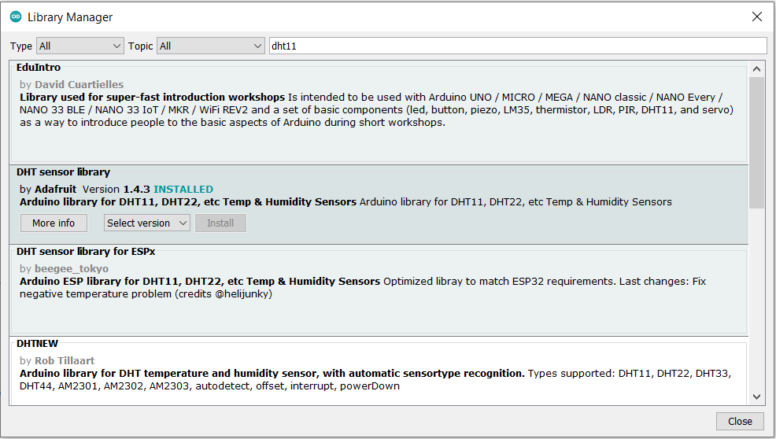 Library Manager
Type All Topic All dht11
EduIntro
by David Cuartielles
Library used for super-fast introduction workshops Is intended to be used with Arduino UNO / MICRO / MEGA / NANO classic / NANO Every /
NANO 33 BLE / NANO 33 IoT / MKR / WiFi REV2 and a set of basic components (led, button, piezo, LM35, thermistor, LDR, PIR, DHT11, and servo)
as a way to introduce people to the basic aspects of Arduino during short workshops.
DHT sensor library
by Adafruit Version 1.4.3 INSTALLED
Arduino library for DHT11, DHT22, etc Temp & Humidity Sensors Arduino library for DHT11, DHT22, etc Temp & Humidity Sensors
More info Select version Install
DHT sensor library for ESPx
by beegee_tokyo
Arduino ESP library for DHT11, DHT22, etc Temp & Humidity Sensors Optimized libray to match ESP32 requirements. Last changes: Fix
negative temperature problem (credits @helijunky)
DHTNEW
by Rob Tillaart
Arduino library for DHT temperature and humidity sensor, with automatic sensortype recognition. Types supported: DHT11, DHT22, DHT33,
DHT44, AM2301, AM2302, AM2303, autodetect, offset, interrupt, powerDown
Close